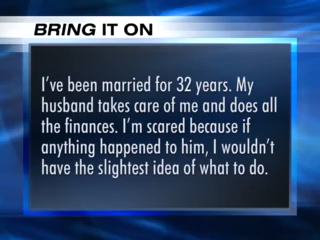 BRING IT ON
I've been married for 32 years. My
husband takes care of me and does all
the finances. I'm scared because if
anything happened to him, I wouldn't
have the slightest idea of what to do.